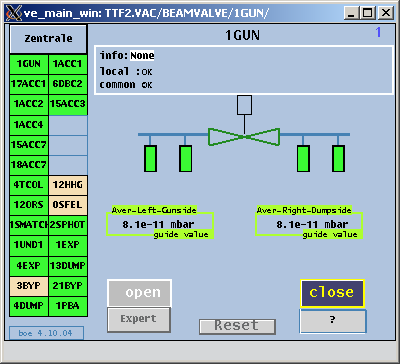 ve_main_win: TTF2.VAC/BEAMVALVE/1GUN/
Zentrale
1GUN
1
info: None
local : OK
common OK
1GUN 1ACC1
17ACC1 6DBC2
1ACC2 15ACC3
1ACC4
15ACC7
18ACC7
4TCOL 12HHG
12ORS 0SFEL
1SMATCH 2SPHOT
1UND1 1EXP
4EXP 13DUMP
3BYP 21BYP
4DUMP 1PBA
boe 4.10.04
Aver-Left-Gunside
8.1e-11 mbar
guide value
Aver-Right-Dumpside
8.1e-11 mbar
guide value
open
close
Expert
Reset
?